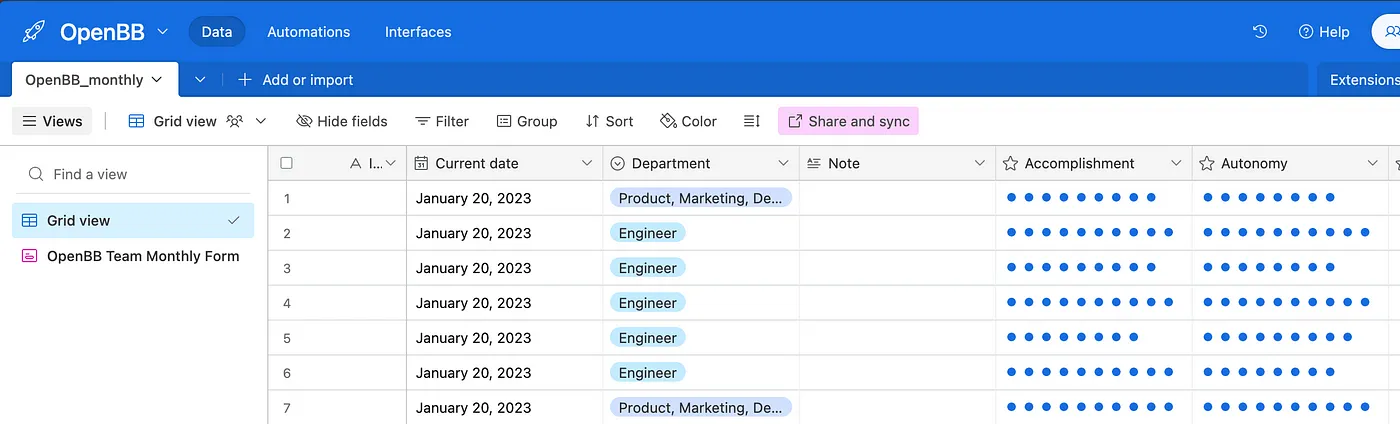 OpenBB Data Automations Interfaces Help
OpenBB_monthly Add or import Extensions
Views Grid view Hide fields Filter Group Sort Color Share and sync
Find a view
Grid view
OpenBB Team Monthly Form
I... Current date Department Note Accomplishment Autonomy
1 January 20, 2023 Product, Marketing, De...
2 January 20, 2023 Engineer
3 January 20, 2023 Engineer
4 January 20, 2023 Engineer
5 January 20, 2023 Engineer
6 January 20, 2023 Engineer
7 January 20, 2023 Product, Marketing, De...